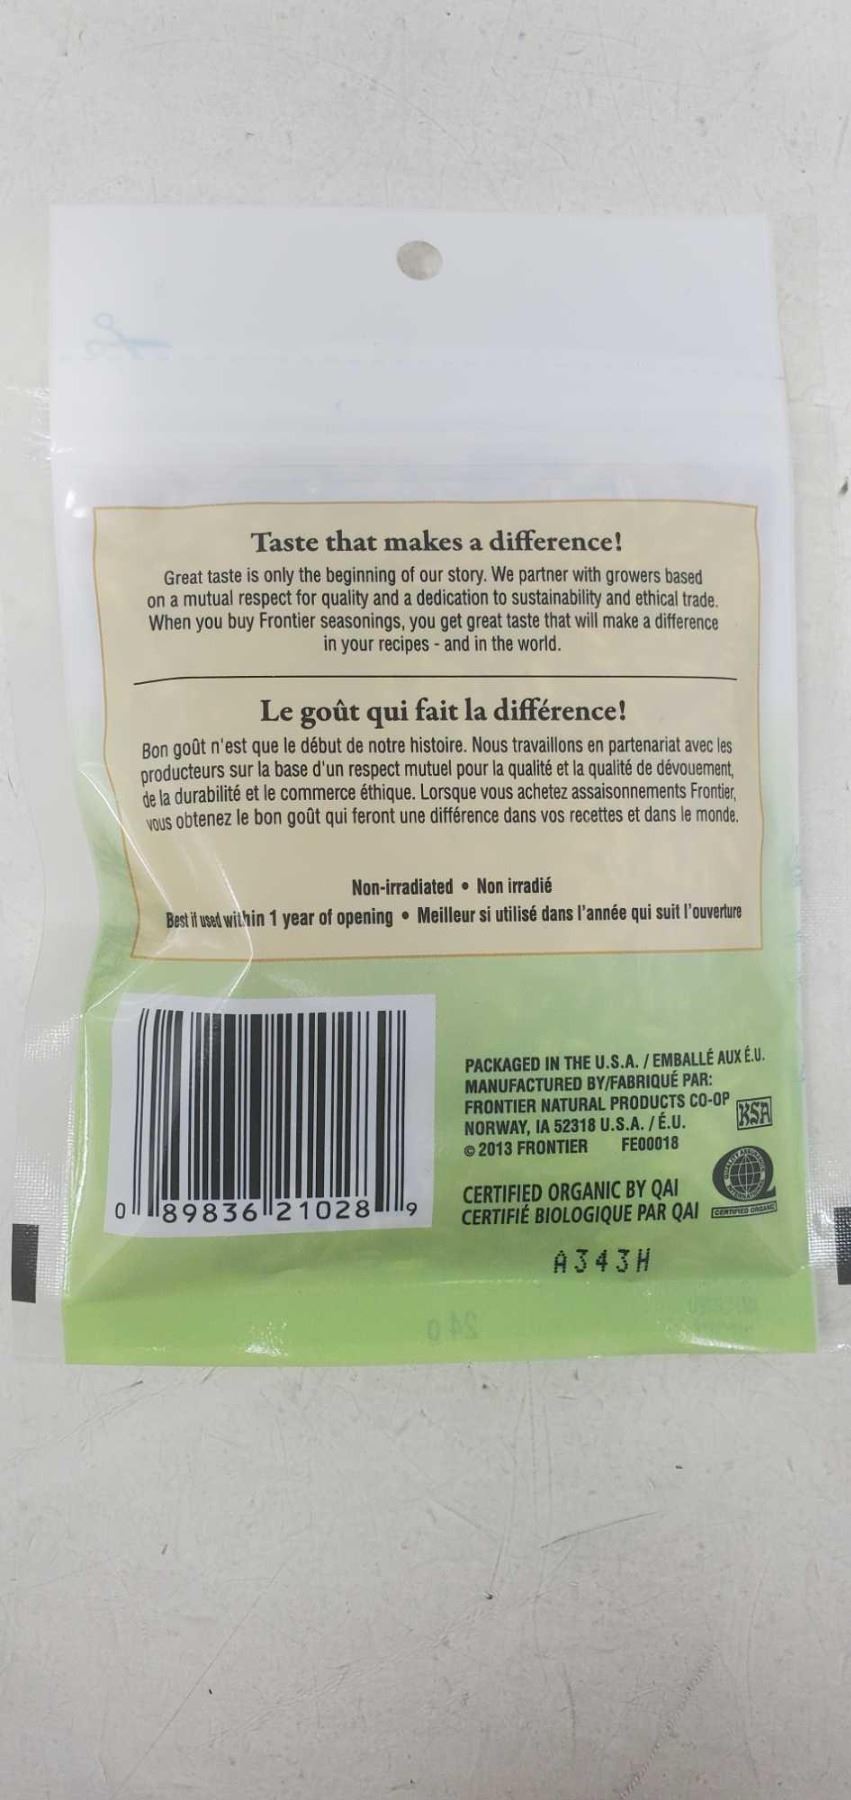 Taste that makes a difference!
Great taste is only the beginning of our story. We partner with growers based
on a mutual respect for quality and a dedication to sustainability and ethical trade.
When you buy Frontier seasonings, you get great taste that will make a difference
in your recipes - and in the world.
Le goût qui fait la différence!
Bon goût n'est que le début de notre histoire. Nous travaillons en partenariat avec les
producteurs sur la base d'un respect mutuel pour la qualité et la qualité de dévouement,
de la durabilité et le commerce éthique. Lorsque vous achetez assaisonnements Frontier,
vous obtenez le bon goût qui feront une différence dans vos recettes et dans le monde.
Non-irradiated • Non irradié
Best if used within 1 year of opening • Meilleur si utilisé dans l'année qui suit l'ouverture
PACKAGED IN THE U.S.A. / EMBALLÉ AUX É.U.
MANUFACTURED BY/FABRIQUÉ PAR:
FRONTIER NATURAL PRODUCTS CO-OP
NORWAY, IA 52318 U.S.A. / É.U.
© 2013 FRONTIER FE00018
KSA
CERTIFIED ORGANIC BY QAI
CERTIFIÉ BIOLOGIQUE PAR QAI
CERTIFIED ORGANIC
0 89836 21028 9
A343H
24 g